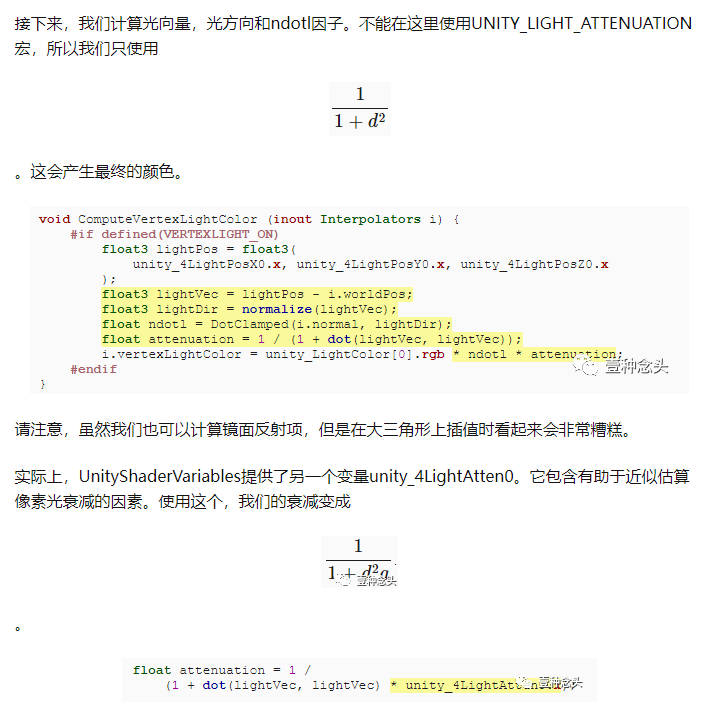 接下来，我们计算光向量，光方向和ndotl因子。不能在这里使用UNITY_LIGHT_ATTENUATION
宏，所以我们只使用
1
1 + d²
。这会产生最终的颜色。
void ComputeVertexLightColor (inout Interpolators i) {
#if defined(VERTEXLIGHT_ON)
float3 lightPos = float3(
unity_4LightPosX0.x, unity_4LightPosY0.x, unity_4LightPosZ0.x
);
float3 lightVec = lightPos - i.worldPos;
float3 lightDir = normalize(lightVec);
float ndotl = DotClamped(i.normal, lightDir);
float attenuation = 1 / (1 + dot(lightVec, lightVec));
i.vertexLightColor = unity_LightColor[0].rgb * ndotl * attenuation;
壹种念头
#endif
}
请注意，虽然我们也可以计算镜面反射项，但是在大三角形上插值时看起来会非常糟糕。
实际上，UnityShaderVariables提供了另一个变量unity_4LightAtten0。它包含有助于近似估算
像素光衰减的因素。使用这个，我们的衰减变成
1
1 + d²a
壹种念头
。
float attenuation = 1 /
(1 + dot(lightVec, lightVec) *
壹种念头